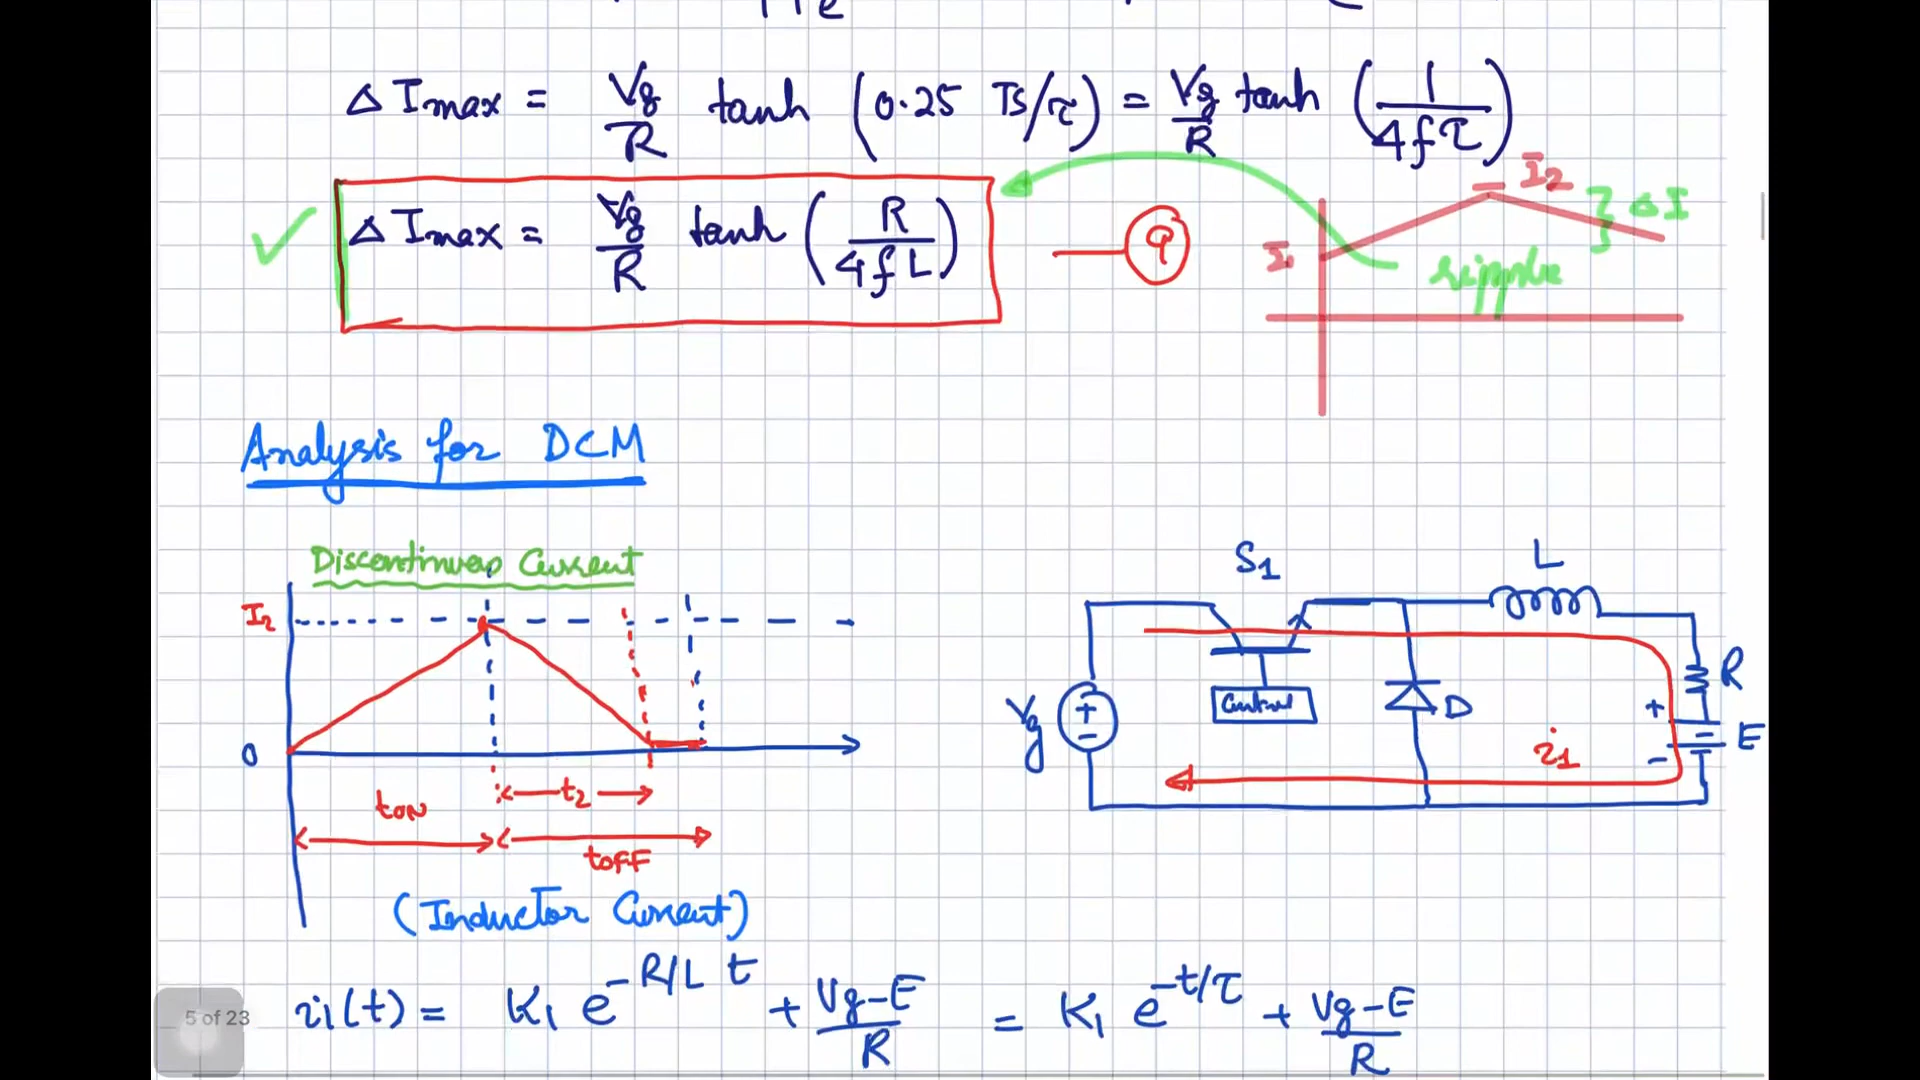 Δ Imax = Vg/R tanh (0.25 Ts/τ) = Vg/R tanh (1/4fτ)
Δ Imax = Vg/R tanh (R/4fL)
9
I1
I2
ΔI
ripple
Analysis for DCM
Discontinuous Current
I2
0
tON
t2
tOFF
(Inductor Current)
S1
L
Vg
Control
D
R
+
E
-
i1
i1(t) = K1 e^-R/L t + Vg-E/R = K1 e^-t/τ + Vg-E/R
5 of 23